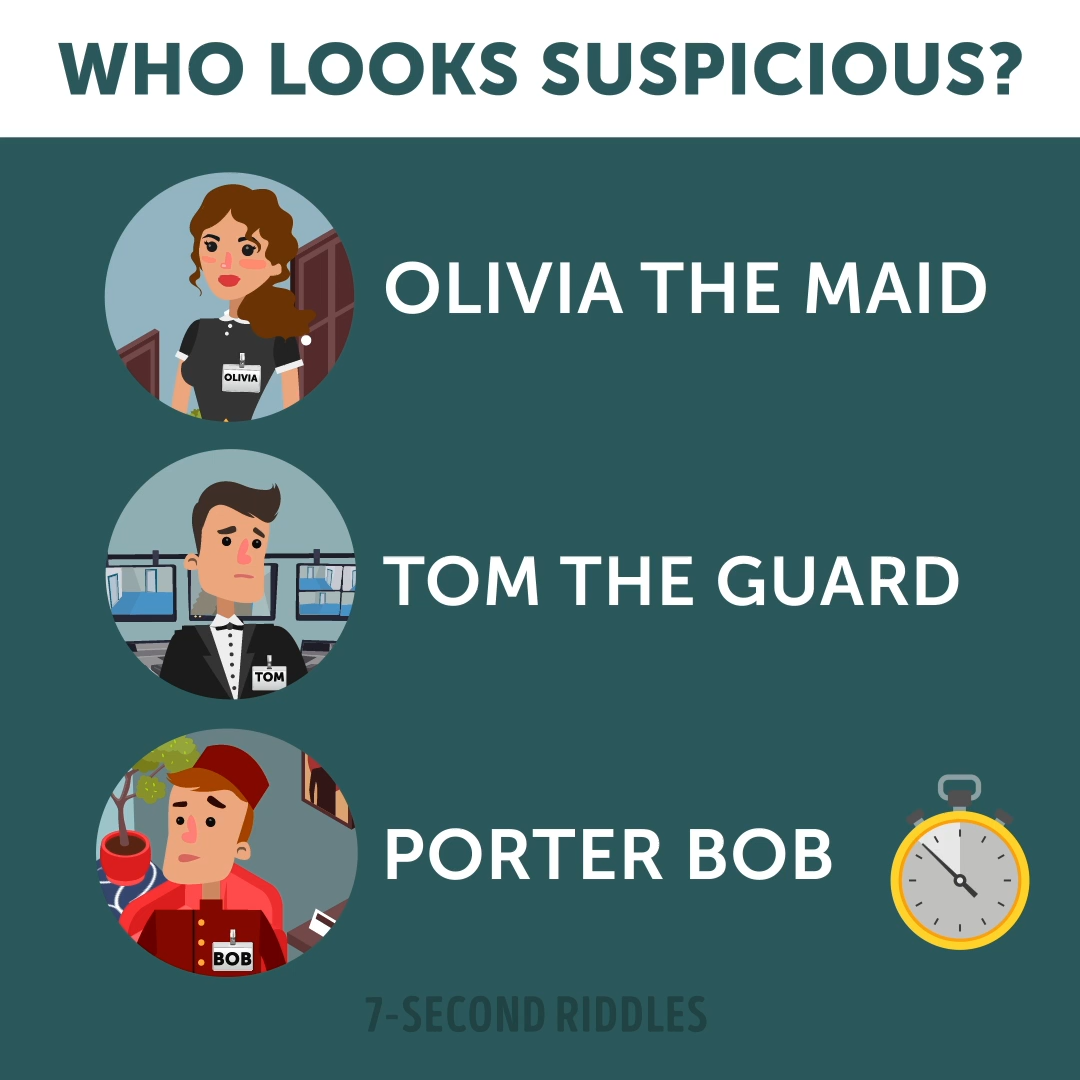 WHO LOOKS SUSPICIOUS?
OLIVIA
OLIVIA THE MAID
TOM
TOM THE GUARD
BOB
PORTER BOB
7-SECOND RIDDLES